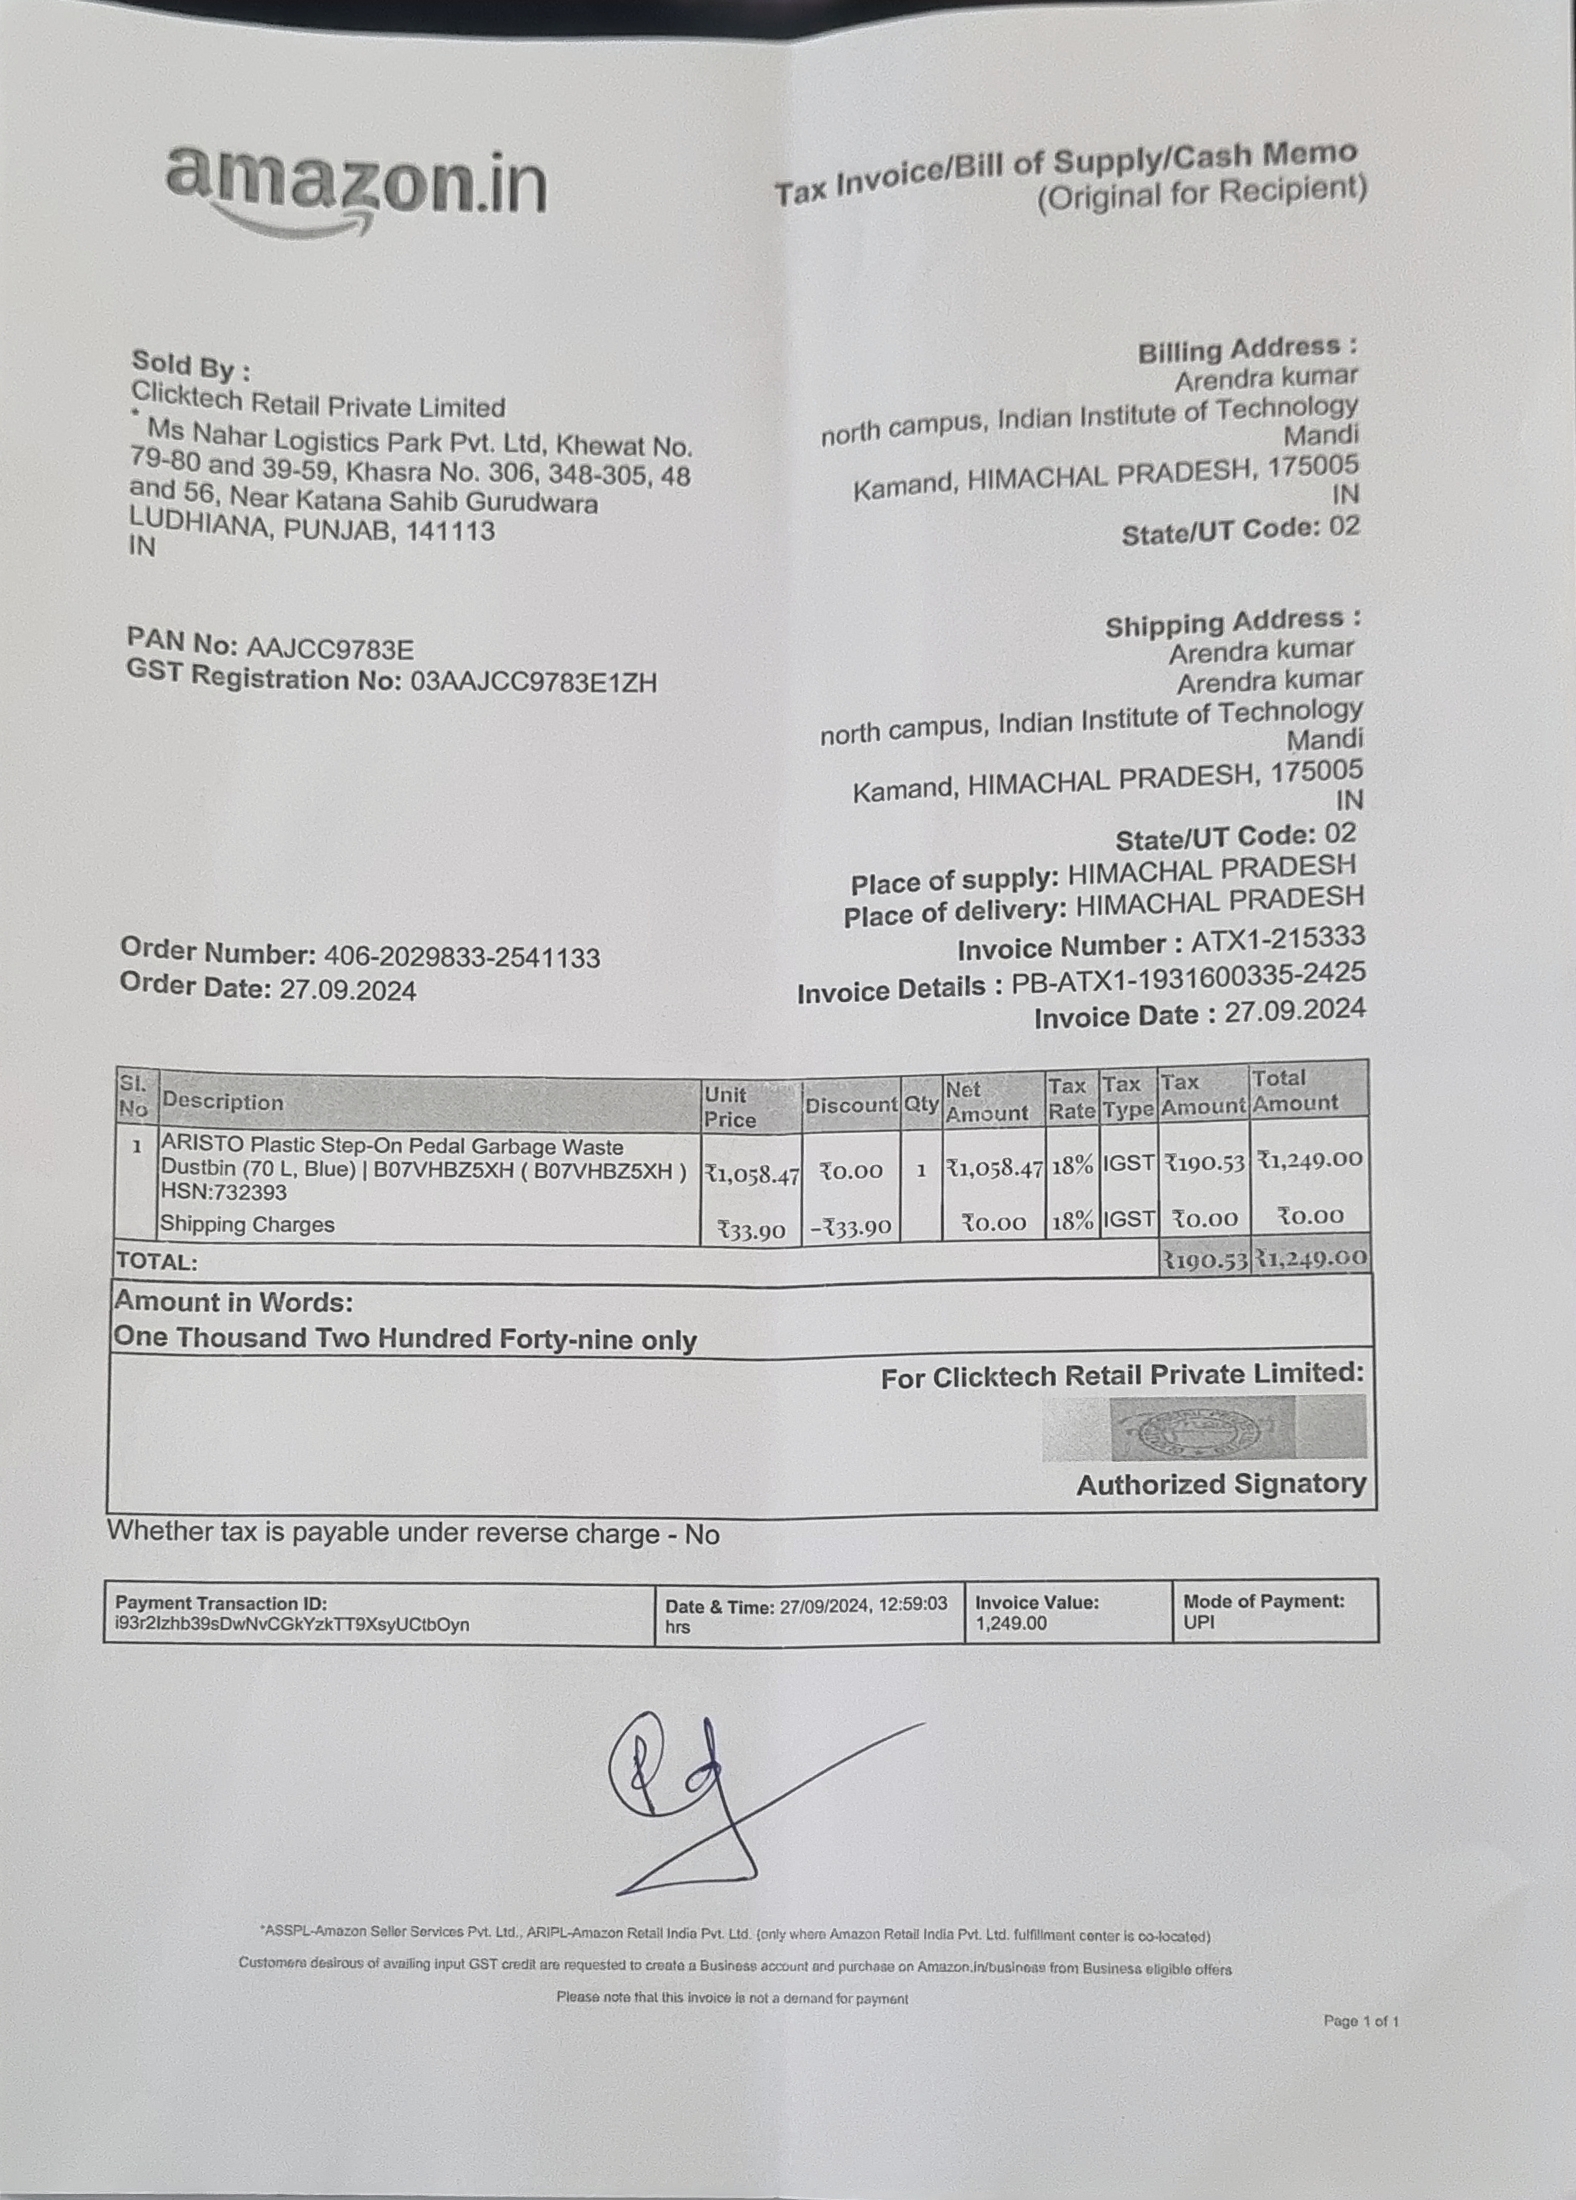 amazon.in
Tax Invoice/Bill of Supply/Cash Memo
(Original for Recipient)
Sold By :
Clicktech Retail Private Limited
* Ms Nahar Logistics Park Pvt. Ltd, Khewat No.
79-80 and 39-59, Khasra No. 306, 348-305, 48
and 56, Near Katana Sahib Gurudwara
LUDHIANA, PUNJAB, 141113
IN
Billing Address :
Arendra kumar
north campus, Indian Institute of Technology
Mandi
Kamand, HIMACHAL PRADESH, 175005
IN
State/UT Code: 02
PAN No: AAJCC9783E
GST Registration No: 03AAJCC9783E1ZH
Shipping Address :
Arendra kumar
Arendra kumar
north campus, Indian Institute of Technology
Mandi
Kamand, HIMACHAL PRADESH, 175005
IN
State/UT Code: 02
Place of supply: HIMACHAL PRADESH
Place of delivery: HIMACHAL PRADESH
Order Number: 406-2029833-2541133
Order Date: 27.09.2024
Invoice Number : ATX1-215333
Invoice Details : PB-ATX1-1931600335-2425
Invoice Date : 27.09.2024
Sl. No Description Unit Price Discount Qty Net Amount Tax Rate Tax Type Tax Amount Total Amount
1 ARISTO Plastic Step-On Pedal Garbage Waste
Dustbin (70 L, Blue) | B07VHBZ5XH ( B07VHBZ5XH ) ₹1,058.47 ₹0.00 1 ₹1,058.47 18% IGST ₹190.53 ₹1,249.00
HSN:732393
Shipping Charges ₹33.90 -₹33.90 ₹0.00 18% IGST ₹0.00 ₹0.00
TOTAL: ₹190.53 ₹1,249.00
Amount in Words:
One Thousand Two Hundred Forty-nine only
For Clicktech Retail Private Limited:
Authorized Signatory
Whether tax is payable under reverse charge - No
Payment Transaction ID:
i93r2Izhb39sDwNvCGkYzkTT9XsyUCtbOyn
Date & Time: 27/09/2024, 12:59:03
hrs
Invoice Value:
1,249.00
Mode of Payment:
UPI
*ASSPL-Amazon Seller Services Pvt. Ltd., ARIPL-Amazon Retail India Pvt. Ltd. (only where Amazon Retail India Pvt. Ltd. fulfillment center is co-located)
Customers desirous of availing input GST credit are requested to create a Business account and purchase on Amazon.in/business from Business eligible offers
Please note that this invoice is not a demand for payment
Page 1 of 1